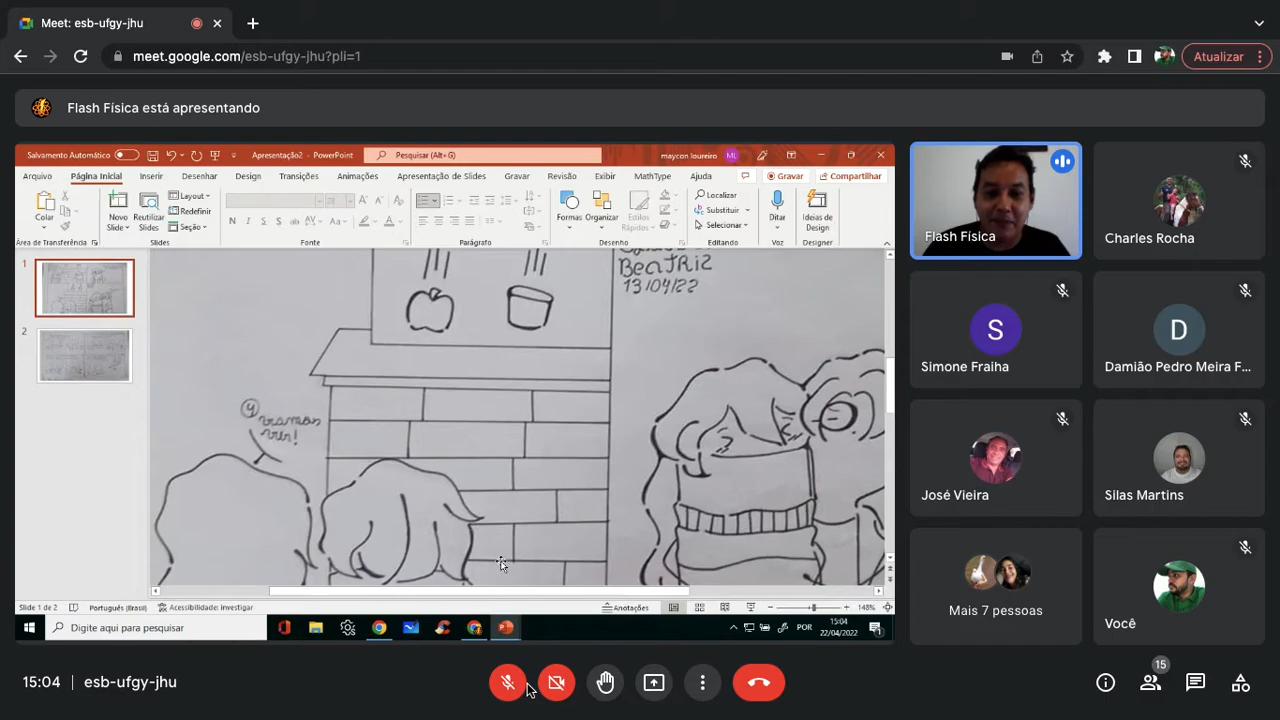 Meet: esb-ufgy-jhu
meet.google.com/esb-ufgy-jhu?pli=1
Atualizar
Flash Física está apresentando
Salvamento Automático
Apresentação2 - PowerPoint
Pesquisar (Alt+G)
maycon loureiro
ML
Arquivo
Página Inicial
Inserir
Desenhar
Design
Transições
Animações
Apresentação de Slides
Gravar
Revisão
Exibir
MathType
Ajuda
Gravar
Compartilhar
Colar
Novo Slide
Reutilizar Slides
Layout
Redefinir
Seção
N I S S ab
Formas
Organizar
Estilos Rápidos
Localizar
Substituir
Selecionar
Ditar
Ideias de Design
Área de Transferência
Slides
Fonte
Parágrafo
Desenho
Editando
Voz
Designer
1
2
Beatriz
13/04/22
vamos
ver!
Slide 1 de 2
Português (Brasil)
Acessibilidade: investigar
Anotações
148%
Digite aqui para pesquisar
POR
15:04
22/04/2022
Flash Física
Charles Rocha
S
Simone Fraiha
D
Damião Pedro Meira F...
José Vieira
Silas Martins
Mais 7 pessoas
Você
15:04 | esb-ufgy-jhu
15